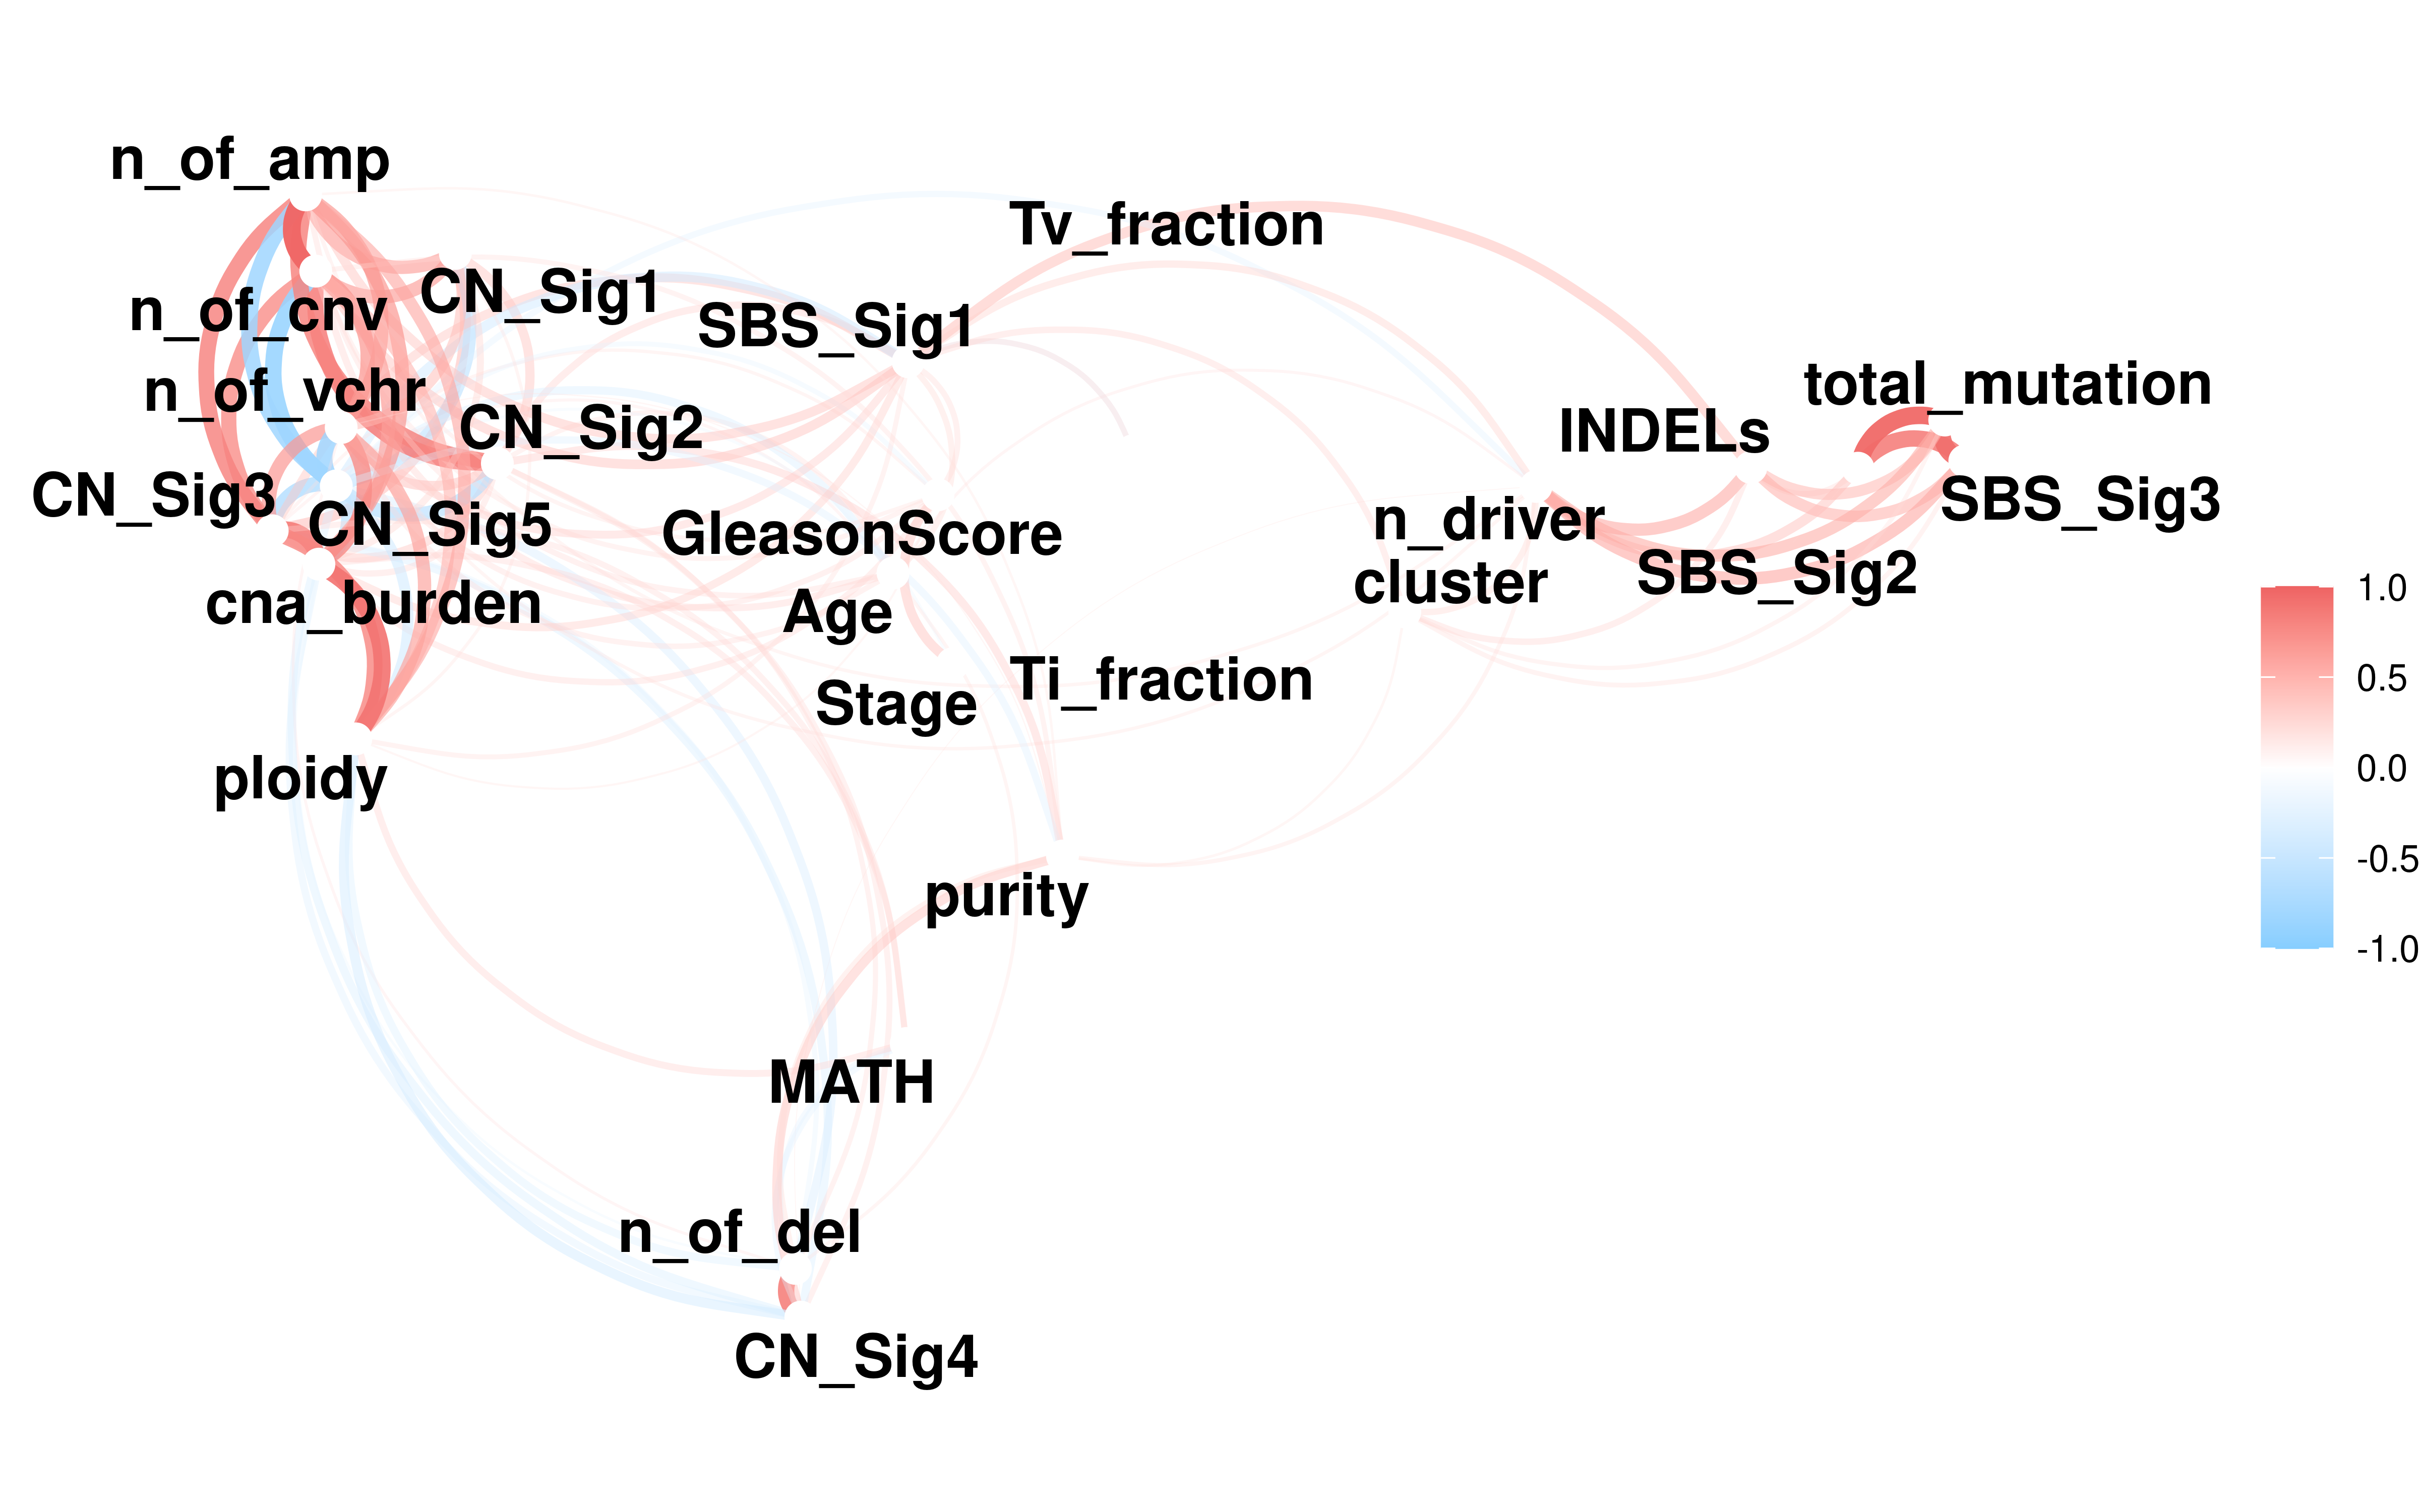 n_of_amp
Tv_fraction
n_of_cnv
CN_Sig1
SBS_Sig1
n_of_vchr
CN_Sig2
total_mutation
INDELs
CN_Sig3
CN_Sig5
GleasonScore
n_driver
SBS_Sig3
cna_burden
Age
cluster
SBS_Sig2
Stage
Ti_fraction
ploidy
purity
MATH
n_of_del
CN_Sig4
1.0
0.5
0.0
-0.5
-1.0